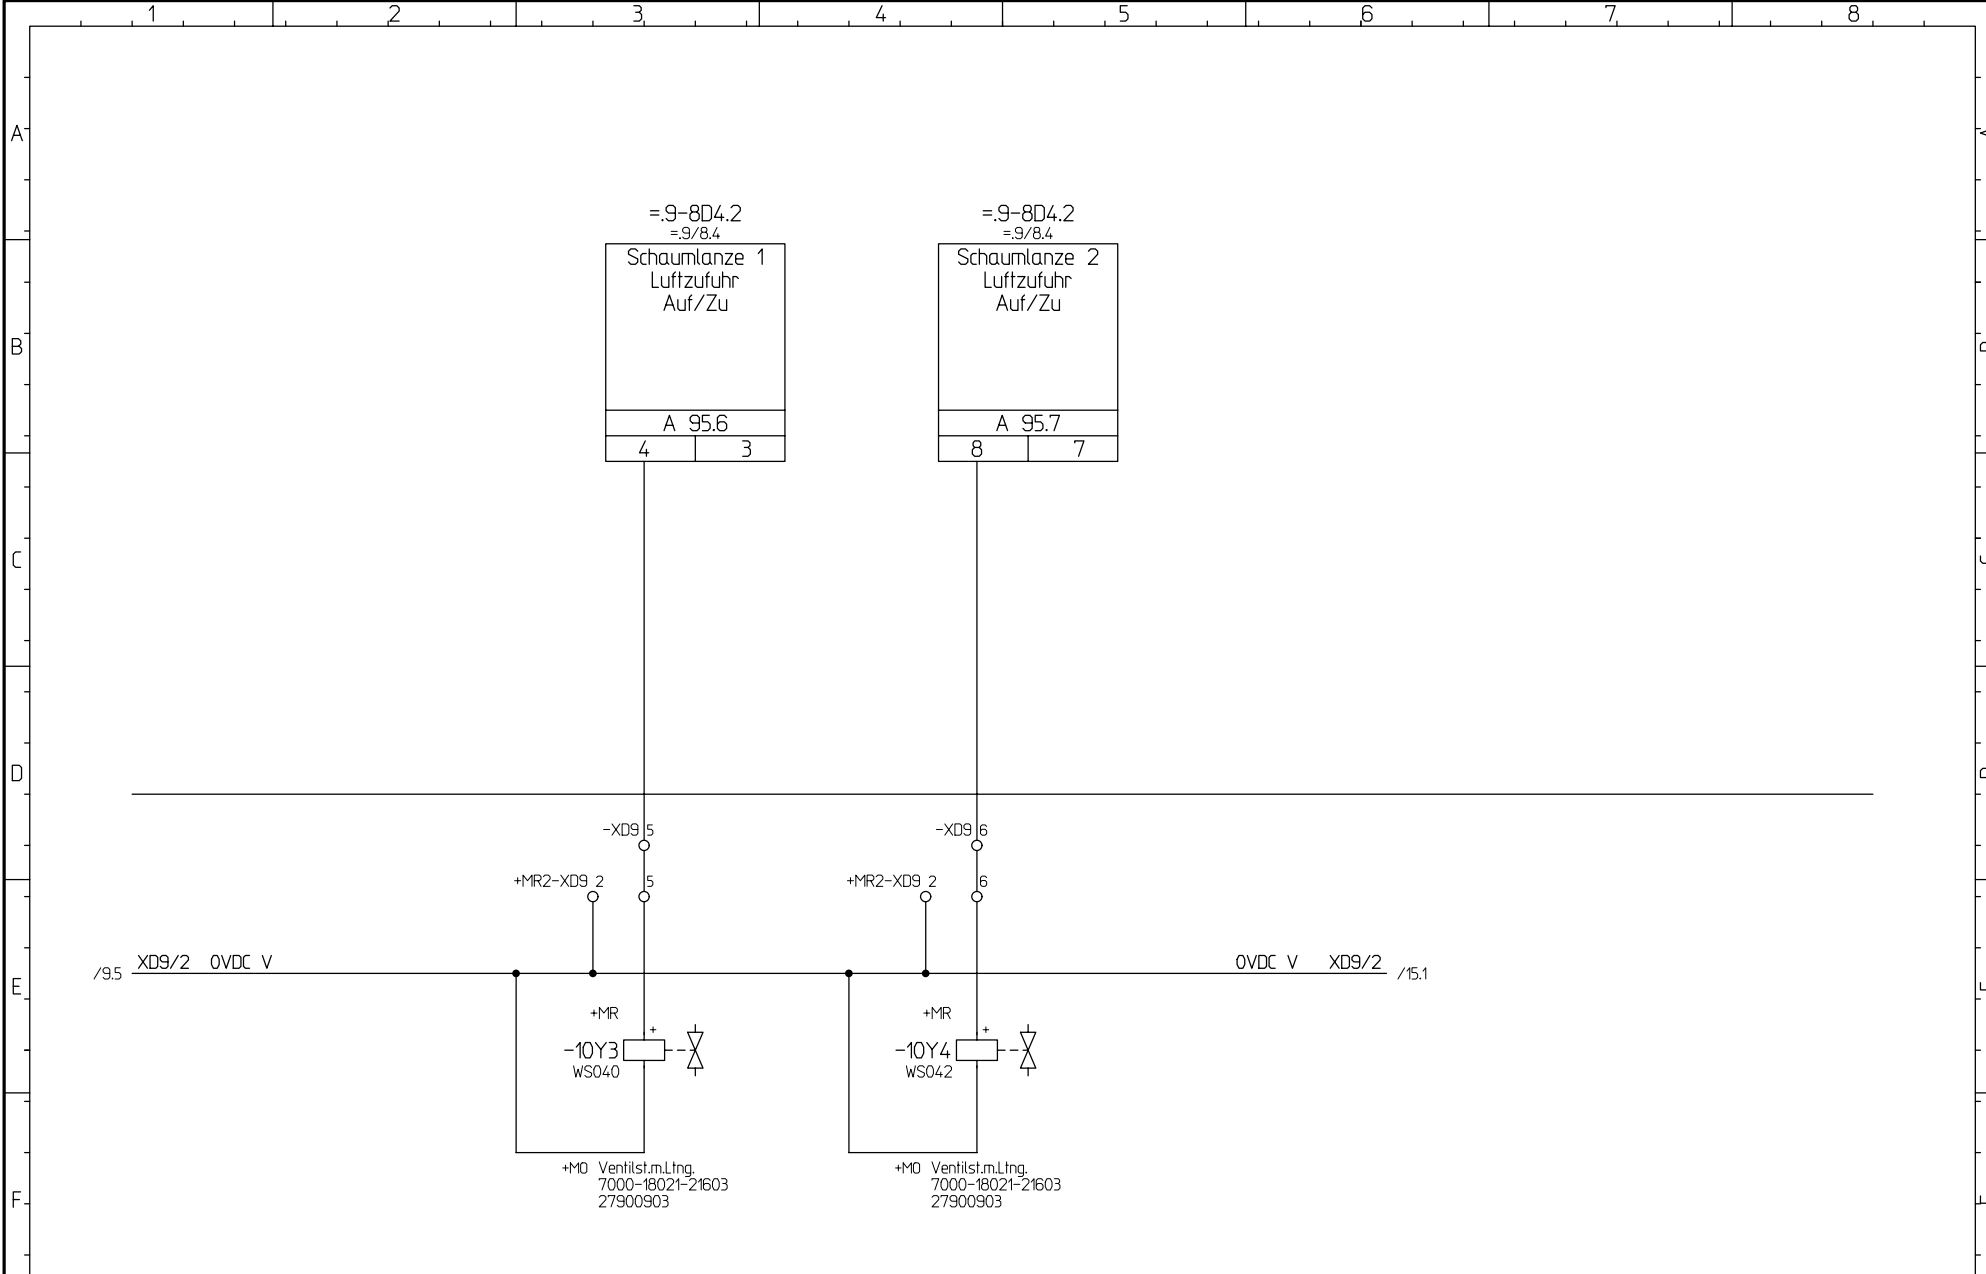 1 2 3 4 5 6 7 8
A
=.9-8D4.2 =.9-8D4.2
=.9/8.4 =.9/8.4
Schaumlanze 1 Schaumlanze 2
Luftzufuhr Luftzufuhr
Auf/Zu Auf/Zu
B
A 95.6 A 95.7
4 3 8 7
C
D
-XD9 5 -XD9 6
+MR2-XD9 2 5 +MR2-XD9 2 6
/9.5 XD9/2 0VDC V 0VDC V XD9/2 /15.1
E
+MR +MR
+ +
-10Y3 -10Y4
WS040 WS042
+M0 Ventilst.m.Ltng. +M0 Ventilst.m.Ltng.
7000-18021-21603 7000-18021-21603
F 27900903 27900903